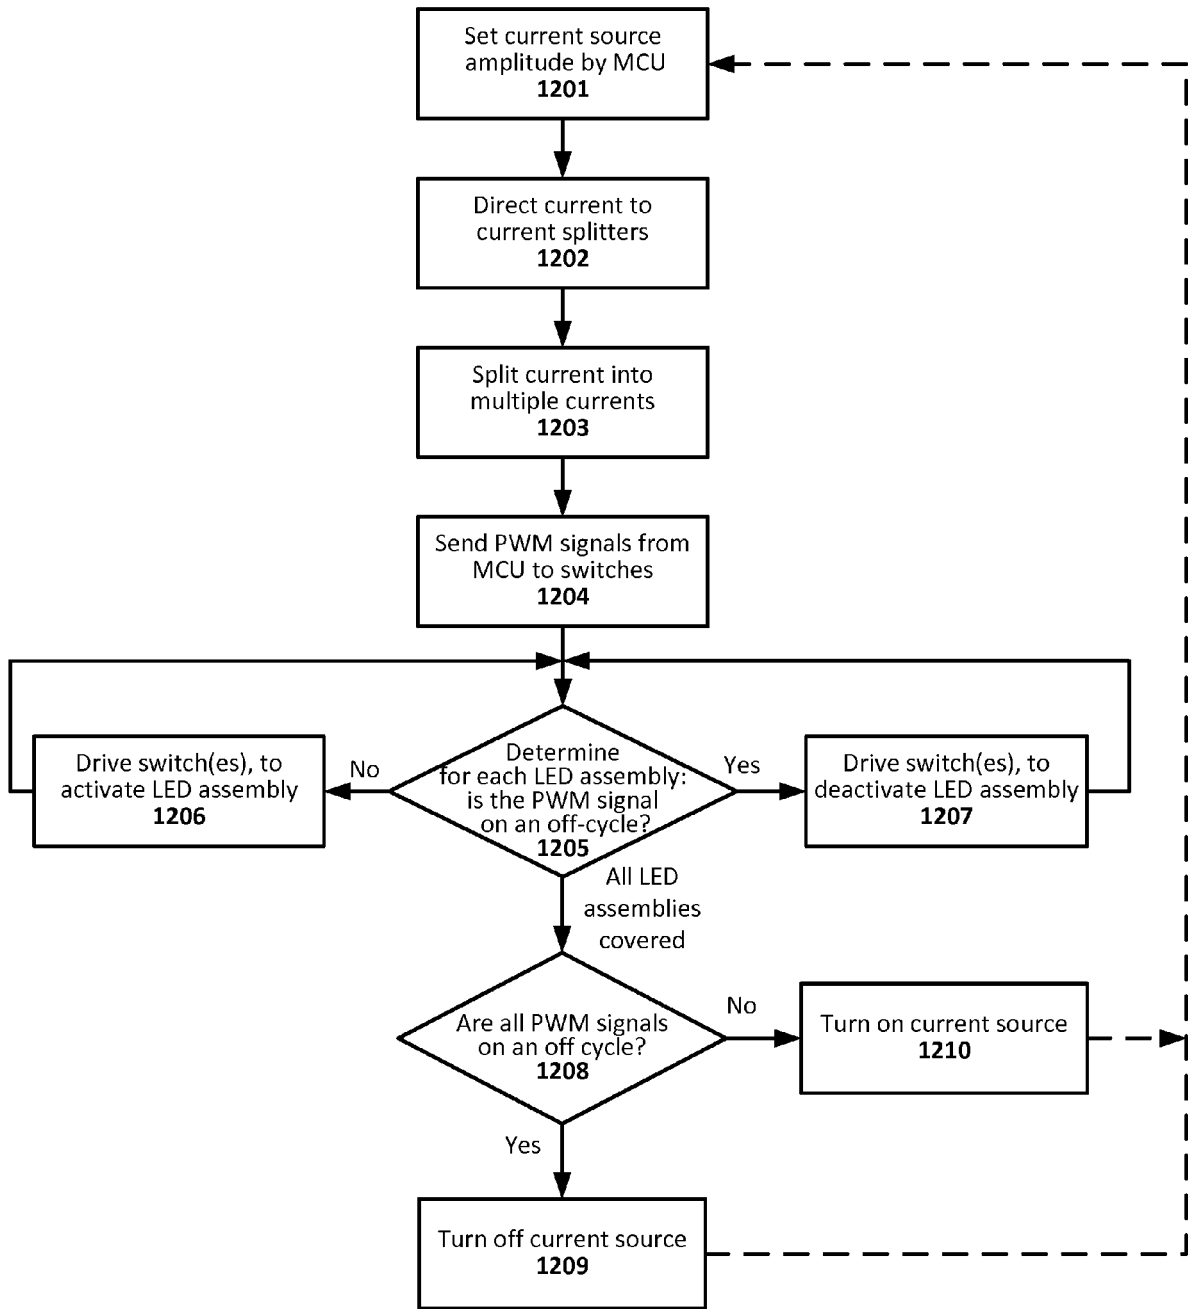 Set current source
amplitude by MCU
1201
Direct current to
current splitters
1202
Split current into
multiple currents
1203
Send PWM signals from
MCU to switches
1204
Drive switch(es), to
activate LED assembly
1206
No
Determine
for each LED assembly:
is the PWM signal
on an off-cycle?
1205
Yes
Drive switch(es), to
deactivate LED assembly
1207
All LED
assemblies
covered
Are all PWM signals
on an off cycle?
1208
No
Turn on current source
1210
Yes
Turn off current source
1209